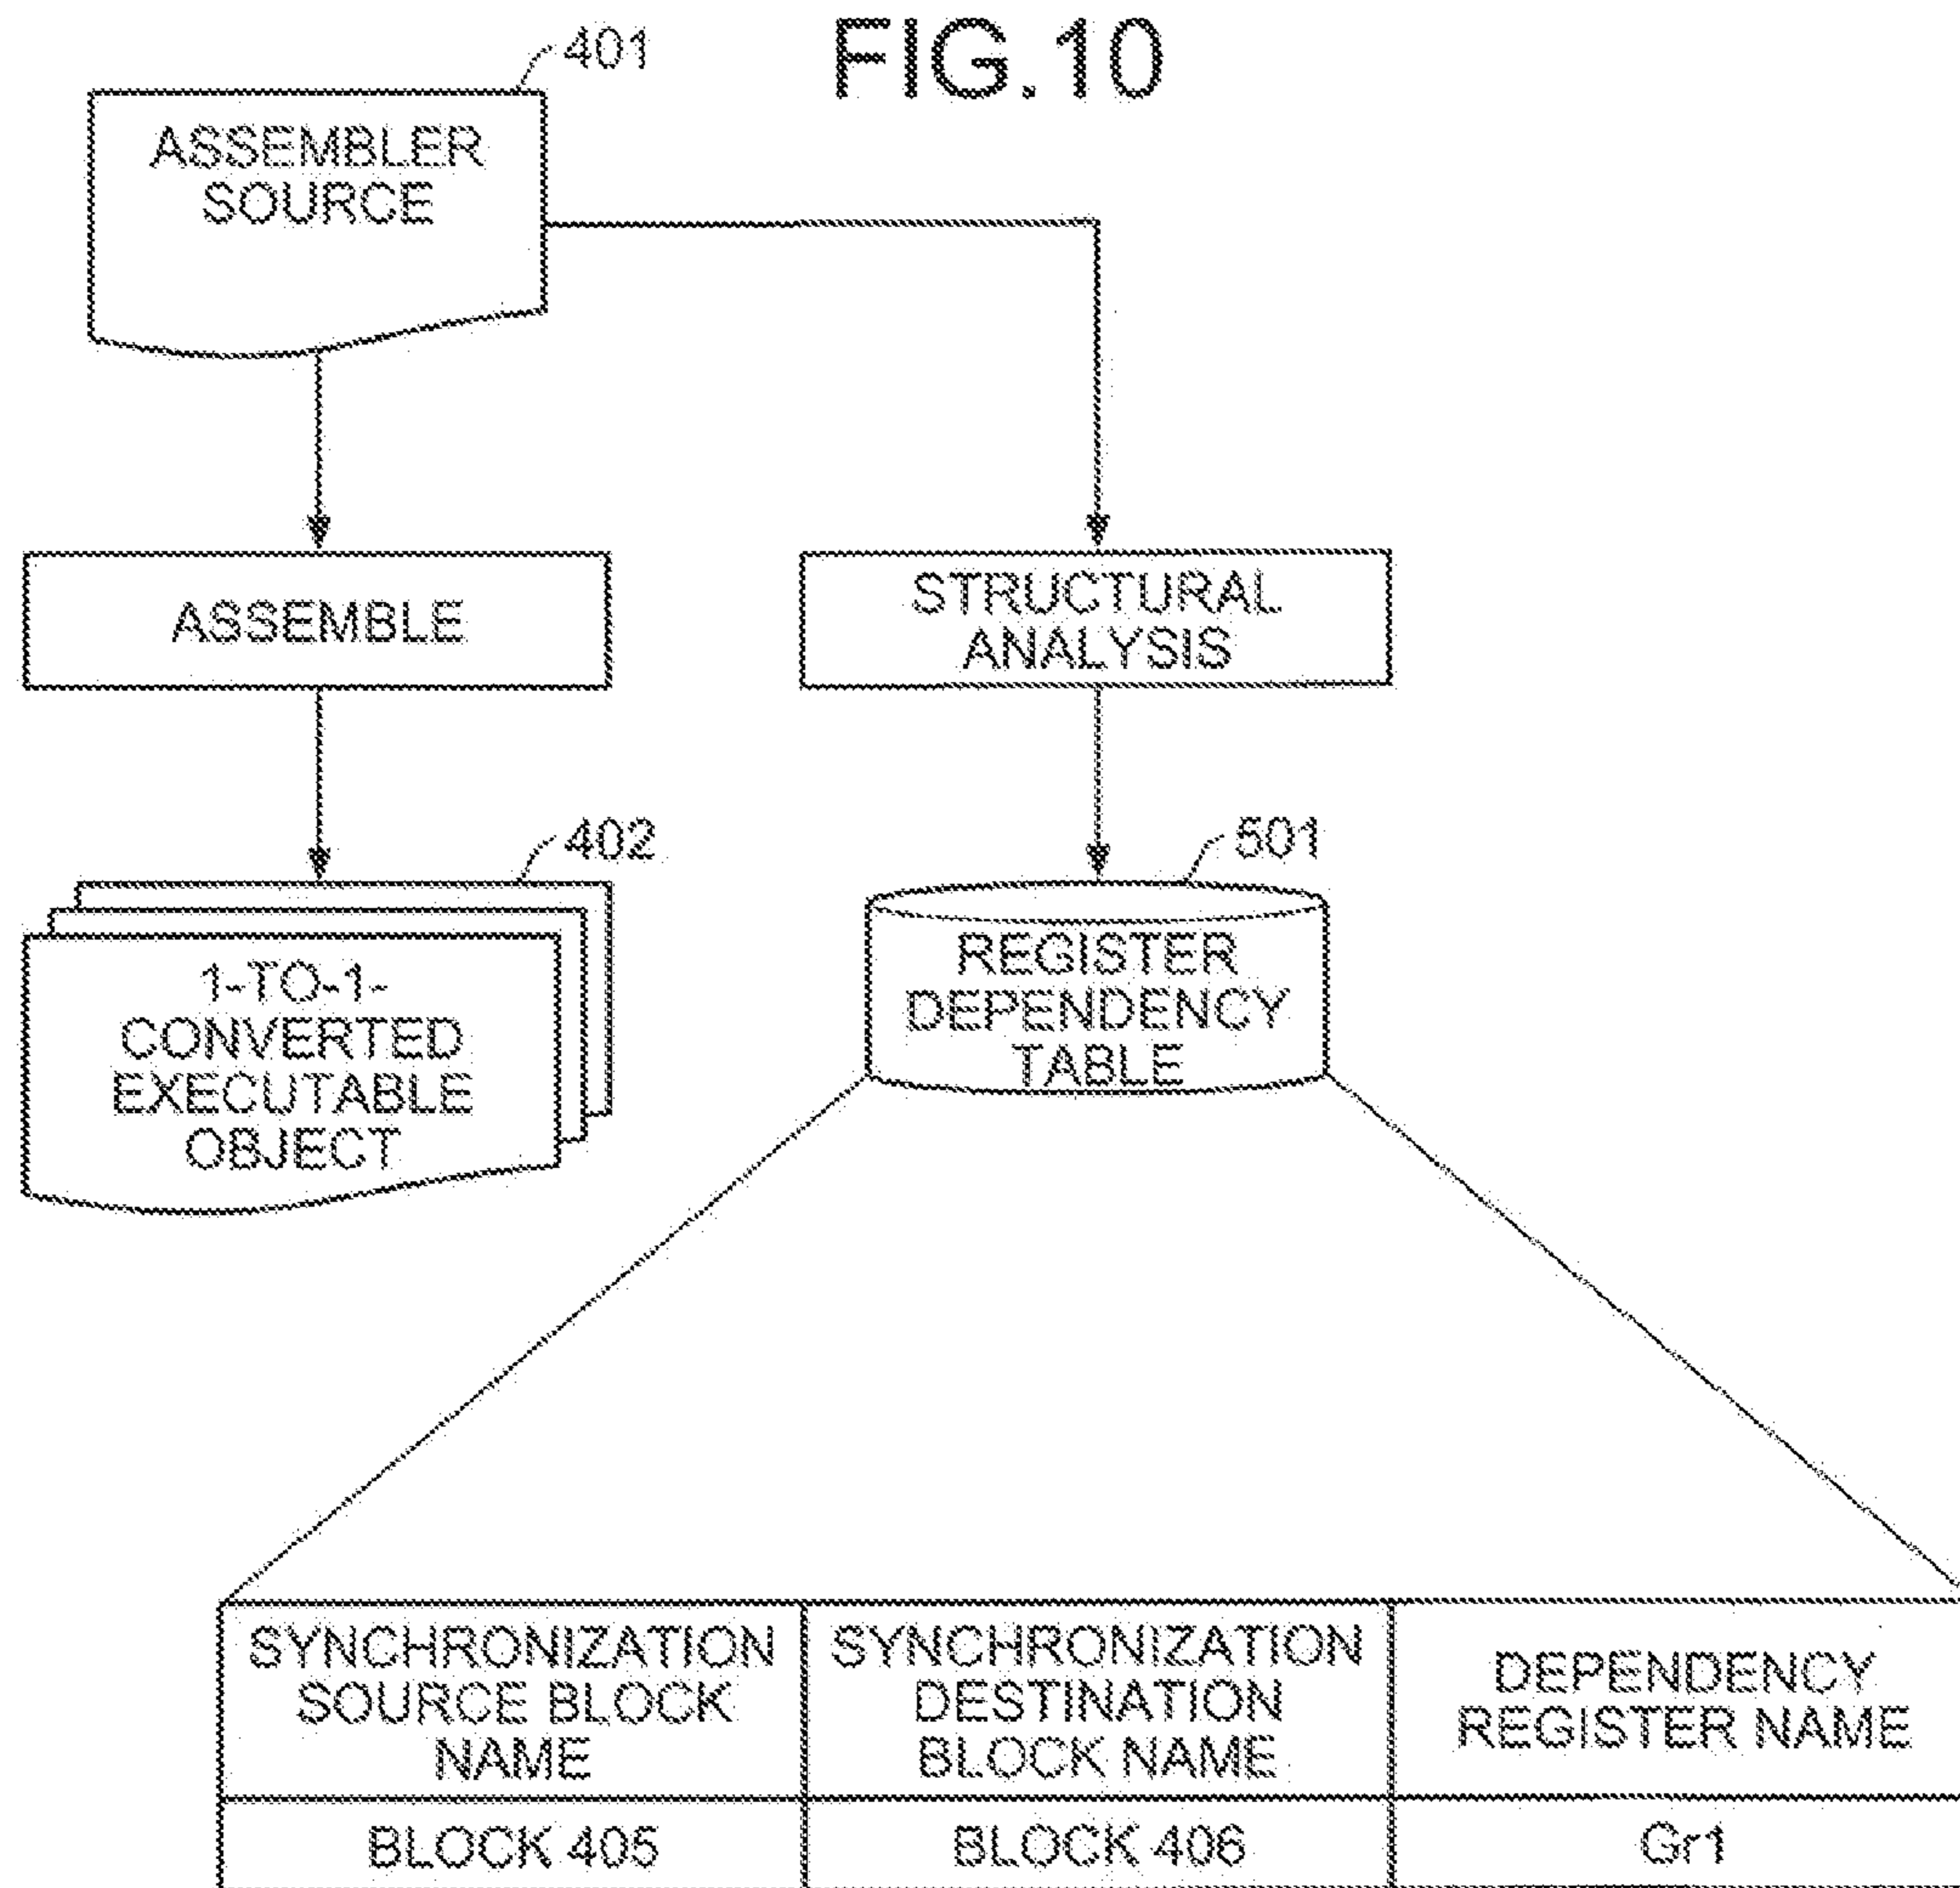 FIG.10
401
ASSEMBLER
SOURCE
ASSEMBLE
STRUCTURAL
ANALYSIS
402
1-TO-1-
CONVERTED
EXECUTABLE
OBJECT
501
REGISTER
DEPENDENCY
TABLE
SYNCHRONIZATION
SOURCE BLOCK
NAME
SYNCHRONIZATION
DESTINATION
BLOCK NAME
DEPENDENCY
REGISTER NAME
BLOCK 405
BLOCK 406
Gr1